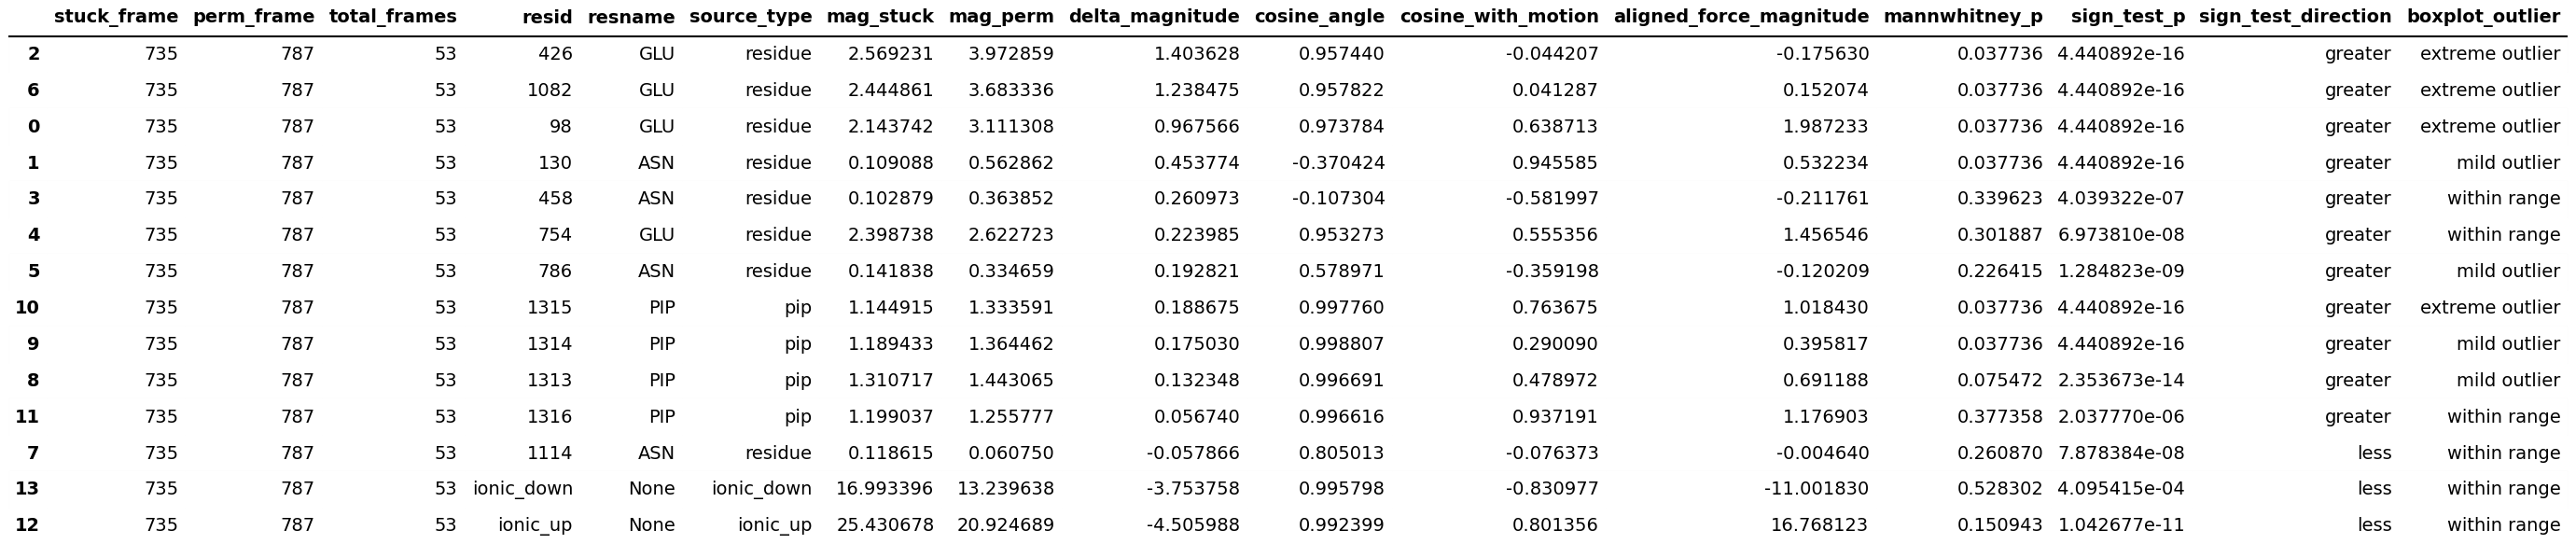 stuck_frame perm_frame total_frames resid resname source_type mag_stuck mag_perm delta_magnitude cosine_angle cosine_with_motion aligned_force_magnitude mannwhitney_p sign_test_p sign_test_direction boxplot_outlier
2 735 787 53 426 GLU residue 2.569231 3.972859 1.403628 0.957440 -0.044207 -0.175630 0.037736 4.440892e-16 greater extreme outlier
6 735 787 53 1082 GLU residue 2.444861 3.683336 1.238475 0.957822 0.041287 0.152074 0.037736 4.440892e-16 greater extreme outlier
0 735 787 53 98 GLU residue 2.143742 3.111308 0.967566 0.973784 0.638713 1.987233 0.037736 4.440892e-16 greater extreme outlier
1 735 787 53 130 ASN residue 0.109088 0.562862 0.453774 -0.370424 0.945585 0.532234 0.037736 4.440892e-16 greater mild outlier
3 735 787 53 458 ASN residue 0.102879 0.363852 0.260973 -0.107304 -0.581997 -0.211761 0.339623 4.039322e-07 greater within range
4 735 787 53 754 GLU residue 2.398738 2.622723 0.223985 0.953273 0.555356 1.456546 0.301887 6.973810e-08 greater within range
5 735 787 53 786 ASN residue 0.141838 0.334659 0.192821 0.578971 -0.359198 -0.120209 0.226415 1.284823e-09 greater mild outlier
10 735 787 53 1315 PIP pip 1.144915 1.333591 0.188675 0.997760 0.763675 1.018430 0.037736 4.440892e-16 greater extreme outlier
9 735 787 53 1314 PIP pip 1.189433 1.364462 0.175030 0.998807 0.290090 0.395817 0.037736 4.440892e-16 greater mild outlier
8 735 787 53 1313 PIP pip 1.310717 1.443065 0.132348 0.996691 0.478972 0.691188 0.075472 2.353673e-14 greater mild outlier
11 735 787 53 1316 PIP pip 1.199037 1.255777 0.056740 0.996616 0.937191 1.176903 0.377358 2.037770e-06 greater within range
7 735 787 53 1114 ASN residue 0.118615 0.060750 -0.057866 0.805013 -0.076373 -0.004640 0.260870 7.878384e-08 less within range
13 735 787 53 ionic_down None ionic_down 16.993396 13.239638 -3.753758 0.995798 -0.830977 -11.001830 0.528302 4.095415e-04 less within range
12 735 787 53 ionic_up None ionic_up 25.430678 20.924689 -4.505988 0.992399 0.801356 16.768123 0.150943 1.042677e-11 less within range